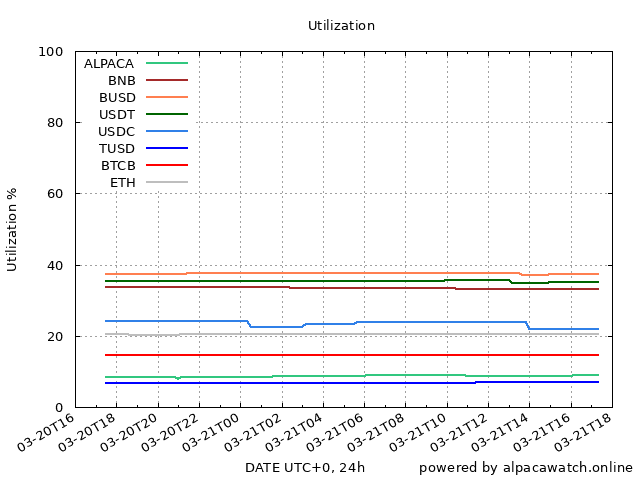 Utilization
100
80
60
40
20
0
Utilization %
ALPACA
BNB
BUSD
USDT
USDC
TUSD
BTCB
ETH
03-20T16
03-20T18
03-20T20
03-20T22
03-21T00
03-21T02
03-21T04
03-21T06
03-21T08
03-21T10
03-21T12
03-21T14
03-21T16
03-21T18
DATE UTC+0, 24h
powered by alpacawatch.online